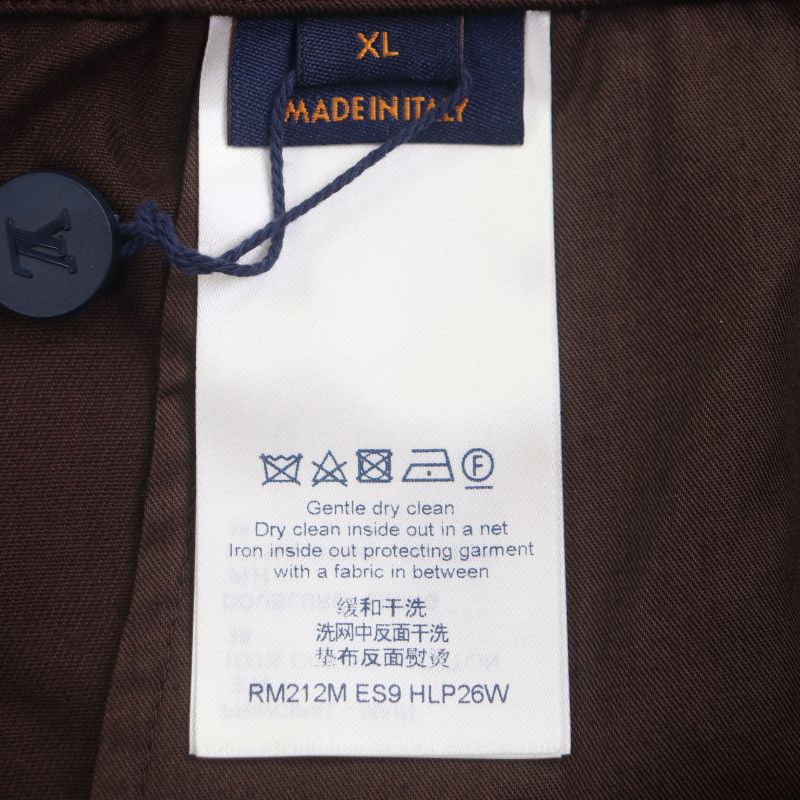 XL
MADE IN ITALY
LV
F
Gentle dry clean
Dry clean inside out in a net
Iron inside out protecting garment
with a fabric in between
缓和干洗
洗网中反面干洗
垫布反面熨烫
RM212M ES9 HLP26W